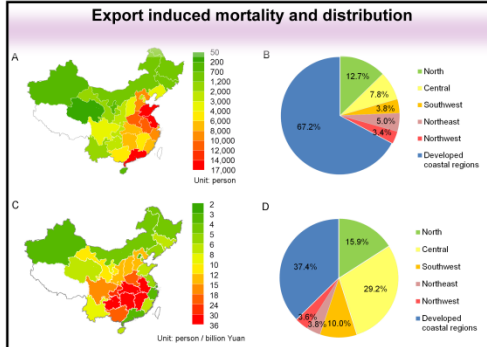 Export induced mortality and distribution
A
50
200
700
1,200
2,000
3,000
4,000
6,000
8,000
10,000
12,000
14,000
17,000
Unit: person
B
12.7%
7.8%
3.8%
5.0%
3.4%
67.2%
North
Central
Southwest
Northeast
Northwest
Developed
coastal regions
C
2
3
6
8
9
10
12
15
16
18
24
30
36
Unit: person / billion Yuan
D
15.9%
29.2%
10.0%
3.8%
3.6%
37.4%
North
Central
Southwest
Northeast
Northwest
Developed
coastal regions